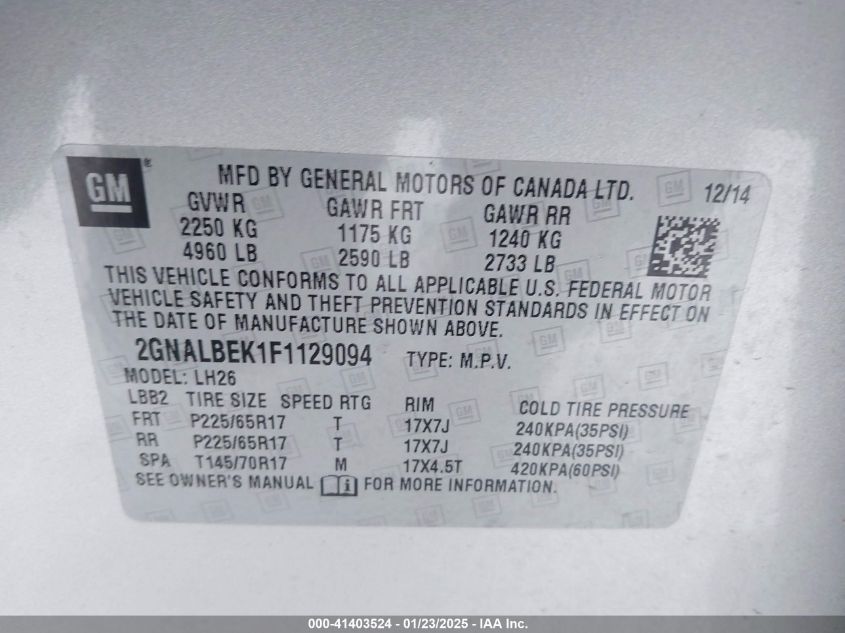 GM®
MFD BY GENERAL MOTORS OF CANADA LTD. 12/14
GVWR GAWR FRT GAWR RR
2250 KG 1175 KG 1240 KG
4960 LB 2590 LB 2733 LB
THIS VEHICLE CONFORMS TO ALL APPLICABLE U.S. FEDERAL MOTOR
VEHICLE SAFETY AND THEFT PREVENTION STANDARDS IN EFFECT ON
THE DATE OF MANUFACTURE SHOWN ABOVE.
2GNALBEK1F1129094 TYPE: M.P.V.
MODEL: LH26
LBB2 TIRE SIZE SPEED RTG RIM COLD TIRE PRESSURE
FRT P225/65R17 T 17X7J 240KPA(35PSI)
RR P225/65R17 T 17X7J 240KPA(35PSI)
SPA T145/70R17 M 17X4.5T 420KPA(60PSI)
SEE OWNER'S MANUAL FOR MORE INFORMATION.
000-41403524 - 01/23/2025 - IAA Inc.